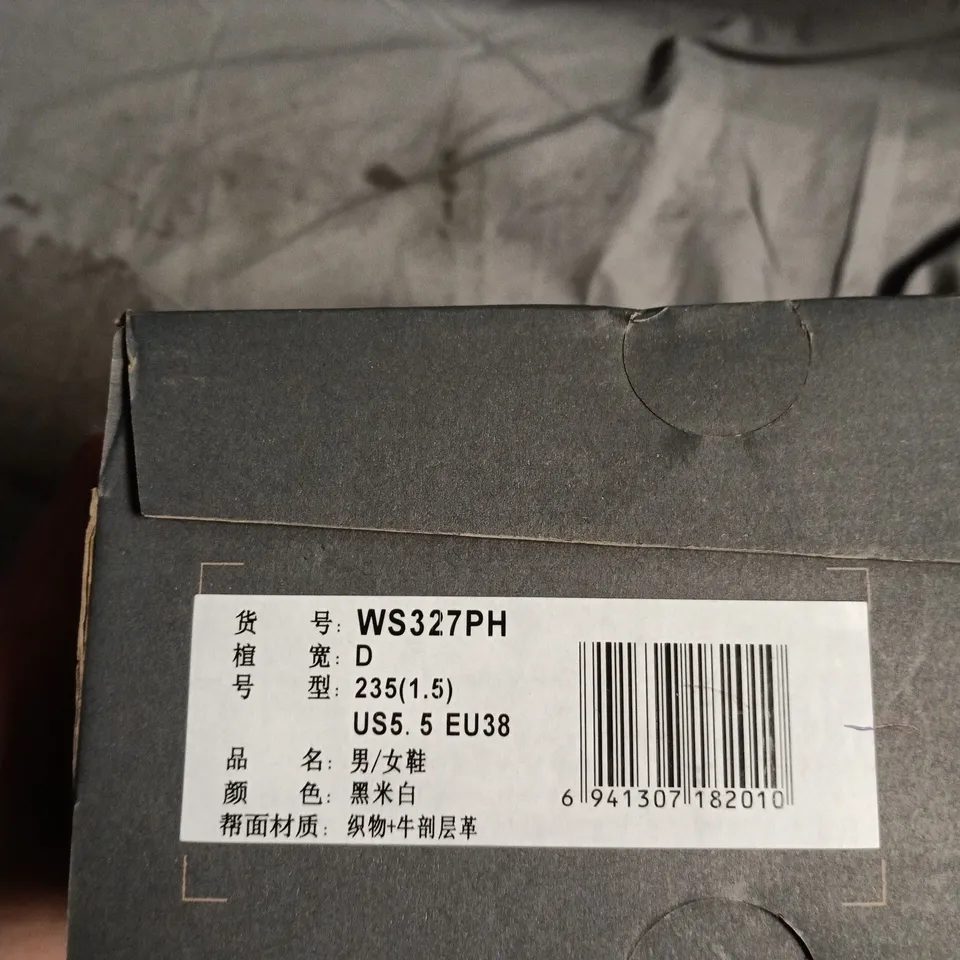 货 号: WS327PH
楦 宽: D
号 型: 235(1.5)
US5.5 EU38
品 名: 男/女鞋
颜 色: 黑米白
帮面材质: 织物+牛剖层革
6 941307 182010